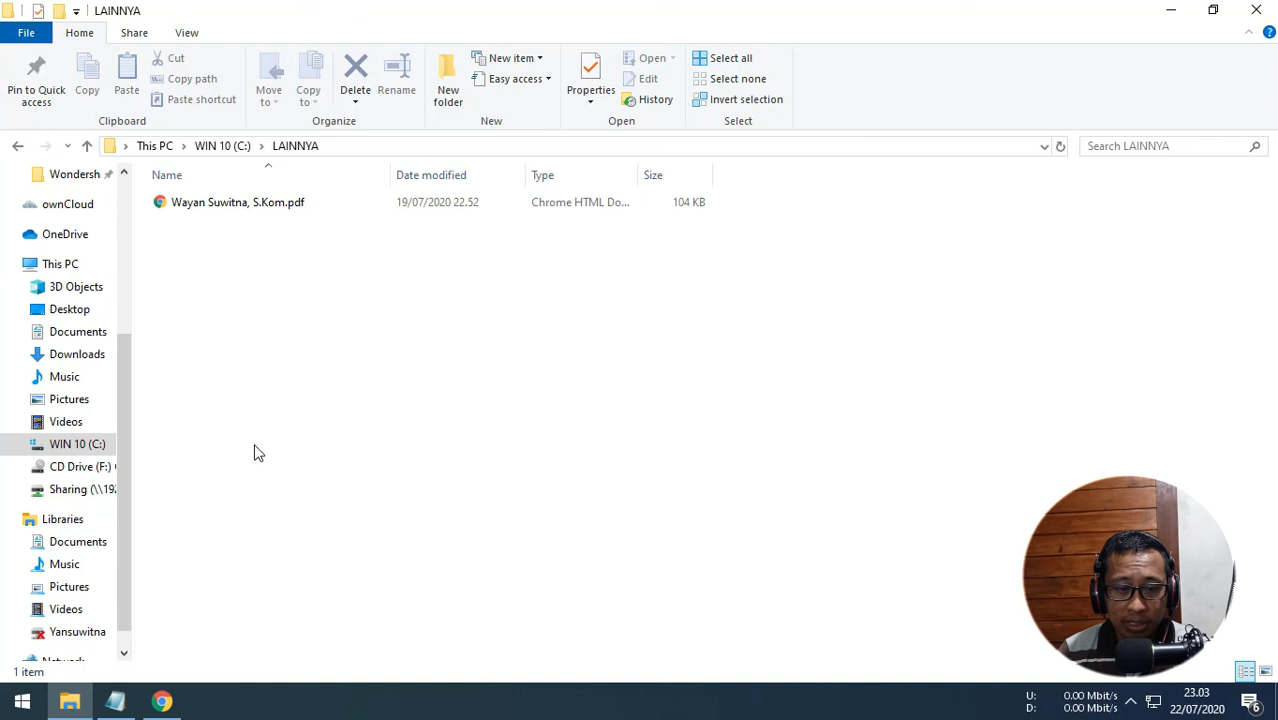 LAINNYA
File Home Share View
Pin to Quick access
Copy
Paste
Cut
Copy path
Paste shortcut
Clipboard
Move to
Copy to
Delete
Rename
Organize
New folder
New item
Easy access
New
Properties
Open
Edit
History
Open
Select all
Select none
Invert selection
Select
This PC > WIN 10 (C:) > LAINNYA
Search LAINNYA
Name Date modified Type Size
Wayan Suwitna, S.Kom.pdf 19/07/2020 22.52 Chrome HTML Do... 104 KB
Wondersh
ownCloud
OneDrive
This PC
3D Objects
Desktop
Documents
Downloads
Music
Pictures
Videos
WIN 10 (C:)
CD Drive (F:)
Sharing (\\19
Libraries
Documents
Music
Pictures
Videos
Yansuwitna
Network
1 item
U: 0.00 Mbit/s
D: 0.00 Mbit/s
23.03
22/07/2020
6